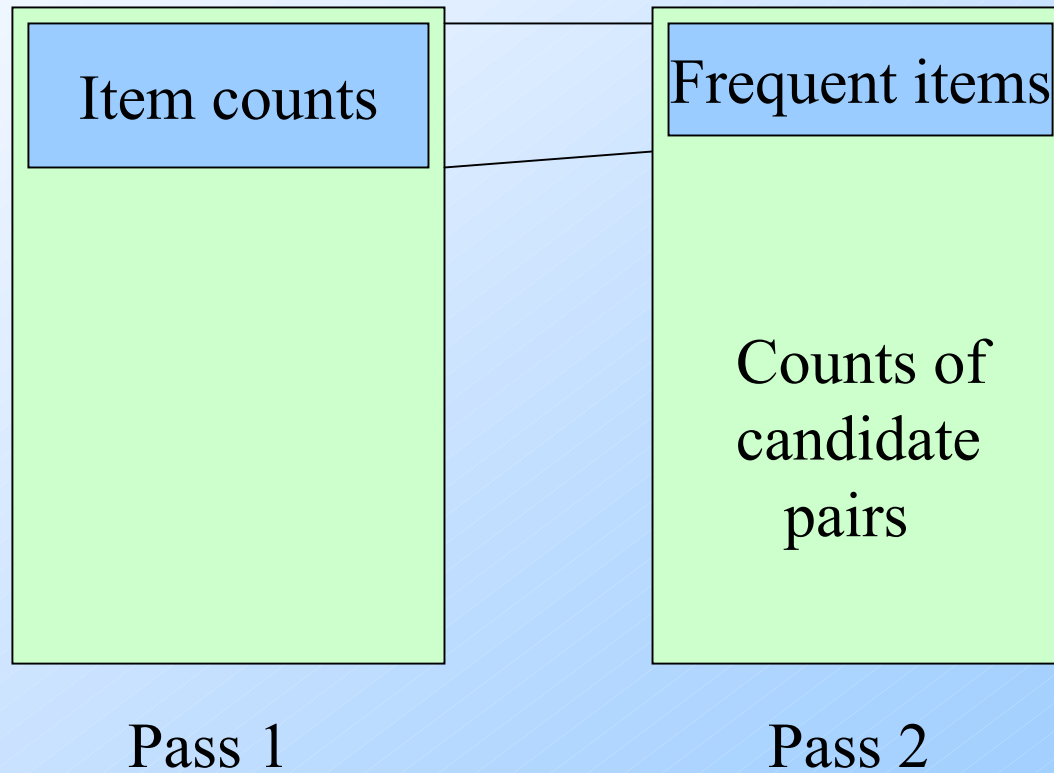 Item counts
Frequent items
Counts of
candidate
pairs
Pass 1
Pass 2